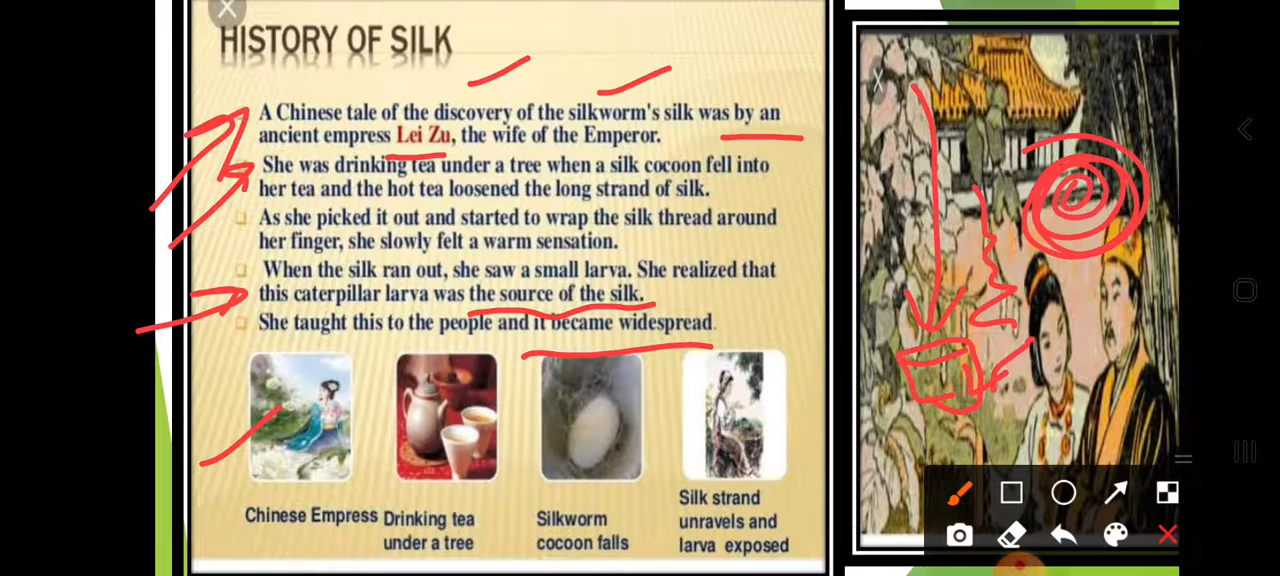 HISTORY OF SILK
A Chinese tale of the discovery of the silkworm's silk was by an
ancient empress Lei Zu, the wife of the Emperor.
She was drinking tea under a tree when a silk cocoon fell into
her tea and the hot tea loosened the long strand of silk.
As she picked it out and started to wrap the silk thread around
her finger, she slowly felt a warm sensation.
When the silk ran out, she saw a small larva. She realized that
this caterpillar larva was the source of the silk.
She taught this to the people and it became widespread.
Chinese Empress
Drinking tea
under a tree
Silkworm
cocoon falls
Silk strand
unravels and
larva exposed